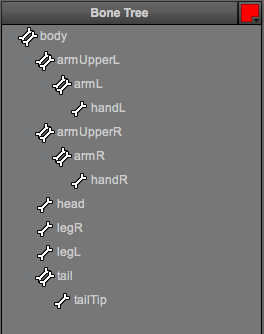 Bone Tree
body
armUpperL
armL
handL
armUpperR
armR
handR
head
legR
legL
tail
tailTip